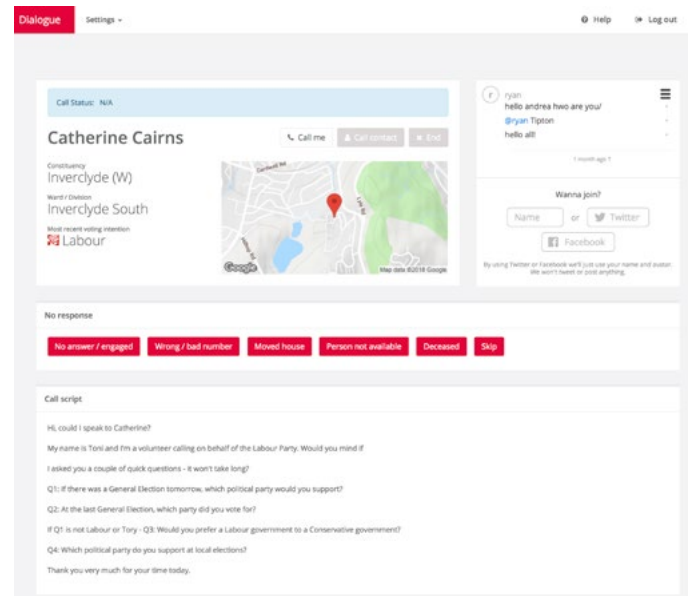 Dialogue
Settings
Help
Log out
Call Status: N/A
Catherine Cairns
Call me
Call contact
End
Constituency
Inverclyde (W)
Ward / Division
Inverclyde South
Most recent voting intention
Labour
Cardwell Rd
Google
Map data ©2018 Google
r
ryan
hello andrea hwo are you/
@ryan Tipton
hello all!
Wanna join?
Name
or
Twitter
Facebook
By using Twitter or Facebook we'll just use your name and avatar.
We won't tweet or post anything.
No response
No answer / engaged
Wrong / bad number
Moved house
Person not available
Deceased
Skip
Call script
Hi, could I speak to Catherine?
My name is Toni and I'm a volunteer calling on behalf of the Labour Party. Would you mind if
I asked you a couple of quick questions - it won't take long?
Q1: If there was a General Election tomorrow, which political party would you support?
Q2: At the last General Election, which party did you vote for?
If Q1 is not Labour or Tory - Q3: Would you prefer a Labour government to a Conservative government?
Q4: Which political party do you support at local elections?
Thank you very much for your time today.